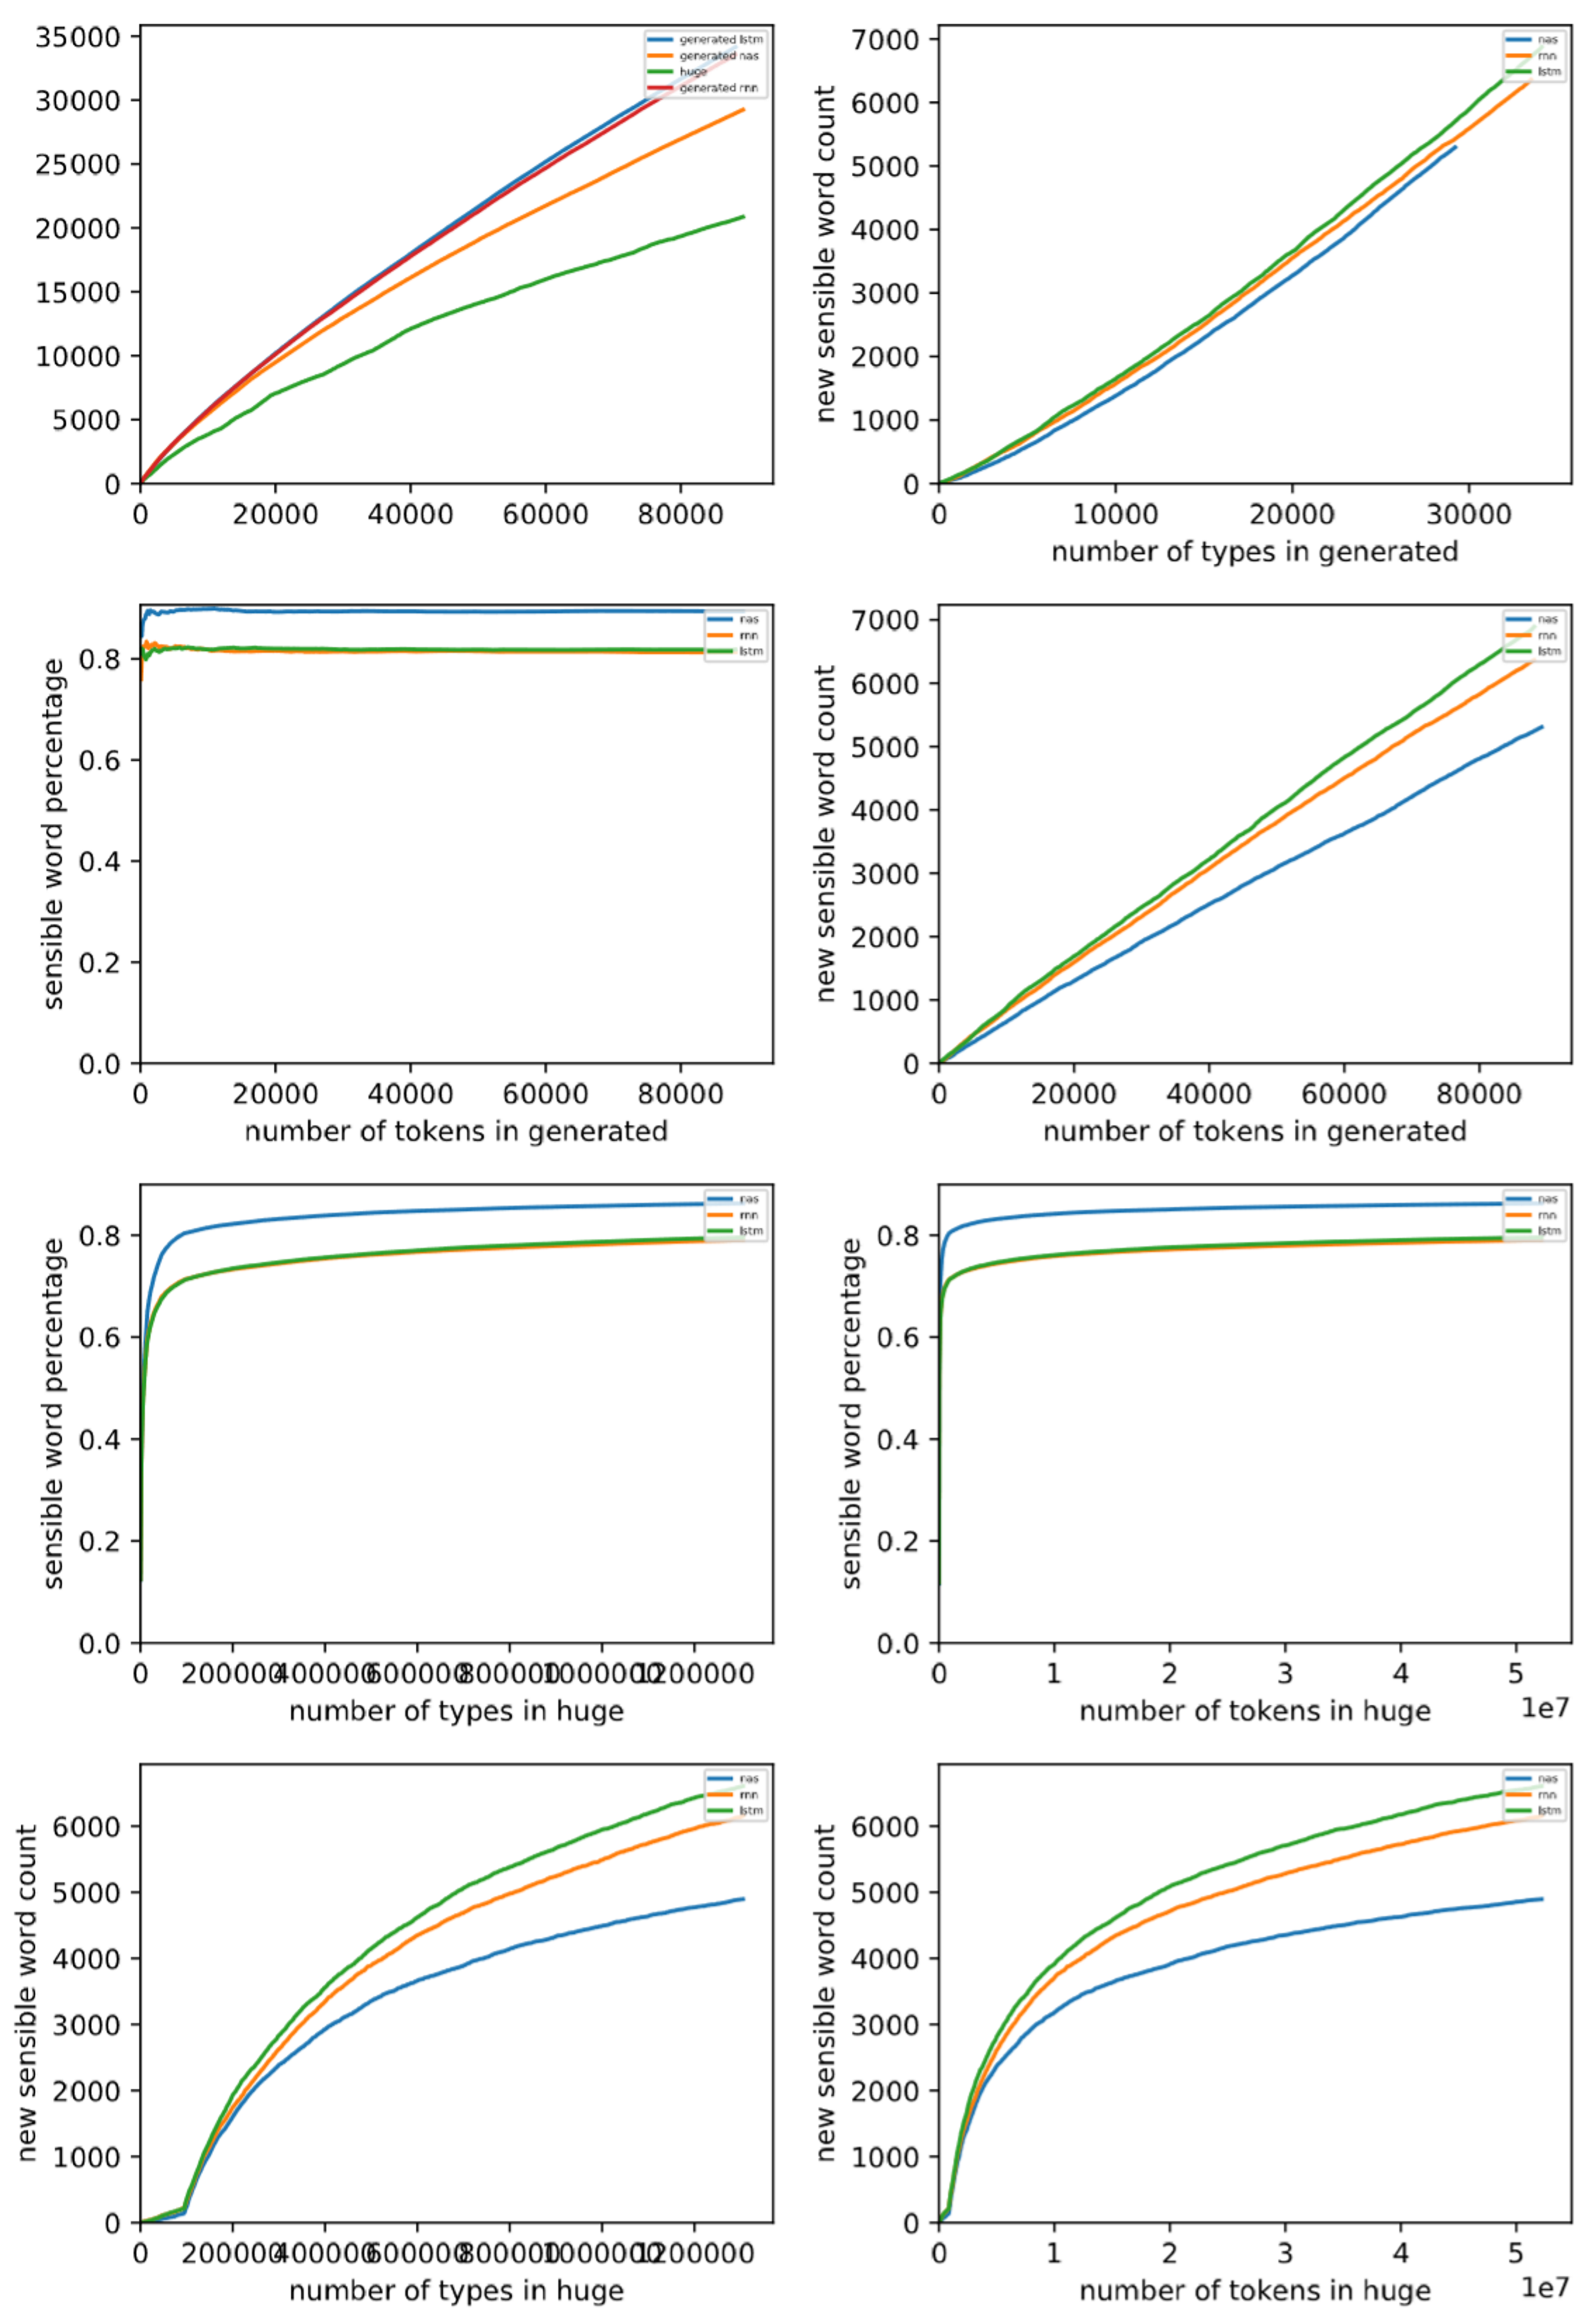 35000
30000
25000
20000
15000
10000
5000
0
generated lstm
generated nas
huge
generated rnn
0 20000 40000 60000 80000
7000
6000
5000
4000
3000
2000
1000
0
new sensible word count
nas
rnn
lstm
0 10000 20000 30000
number of types in generated
0.8
0.6
0.4
0.2
0.0
sensible word percentage
nas
rnn
lstm
0 20000 40000 60000 80000
number of tokens in generated
7000
6000
5000
4000
3000
2000
1000
0
new sensible word count
nas
rnn
lstm
0 20000 40000 60000 80000
number of tokens in generated
0.8
0.6
0.4
0.2
0.0
sensible word percentage
nas
rnn
lstm
0 200000 400000 600000 800000 1000000 1200000
number of types in huge
0.8
0.6
0.4
0.2
0.0
sensible word percentage
nas
rnn
lstm
0 1 2 3 4 5
1e7
number of tokens in huge
6000
5000
4000
3000
2000
1000
0
new sensible word count
nas
rnn
lstm
0 200000 400000 600000 800000 1000000 1200000
number of types in huge
6000
5000
4000
3000
2000
1000
0
new sensible word count
nas
rnn
lstm
0 1 2 3 4 5
1e7
number of tokens in huge